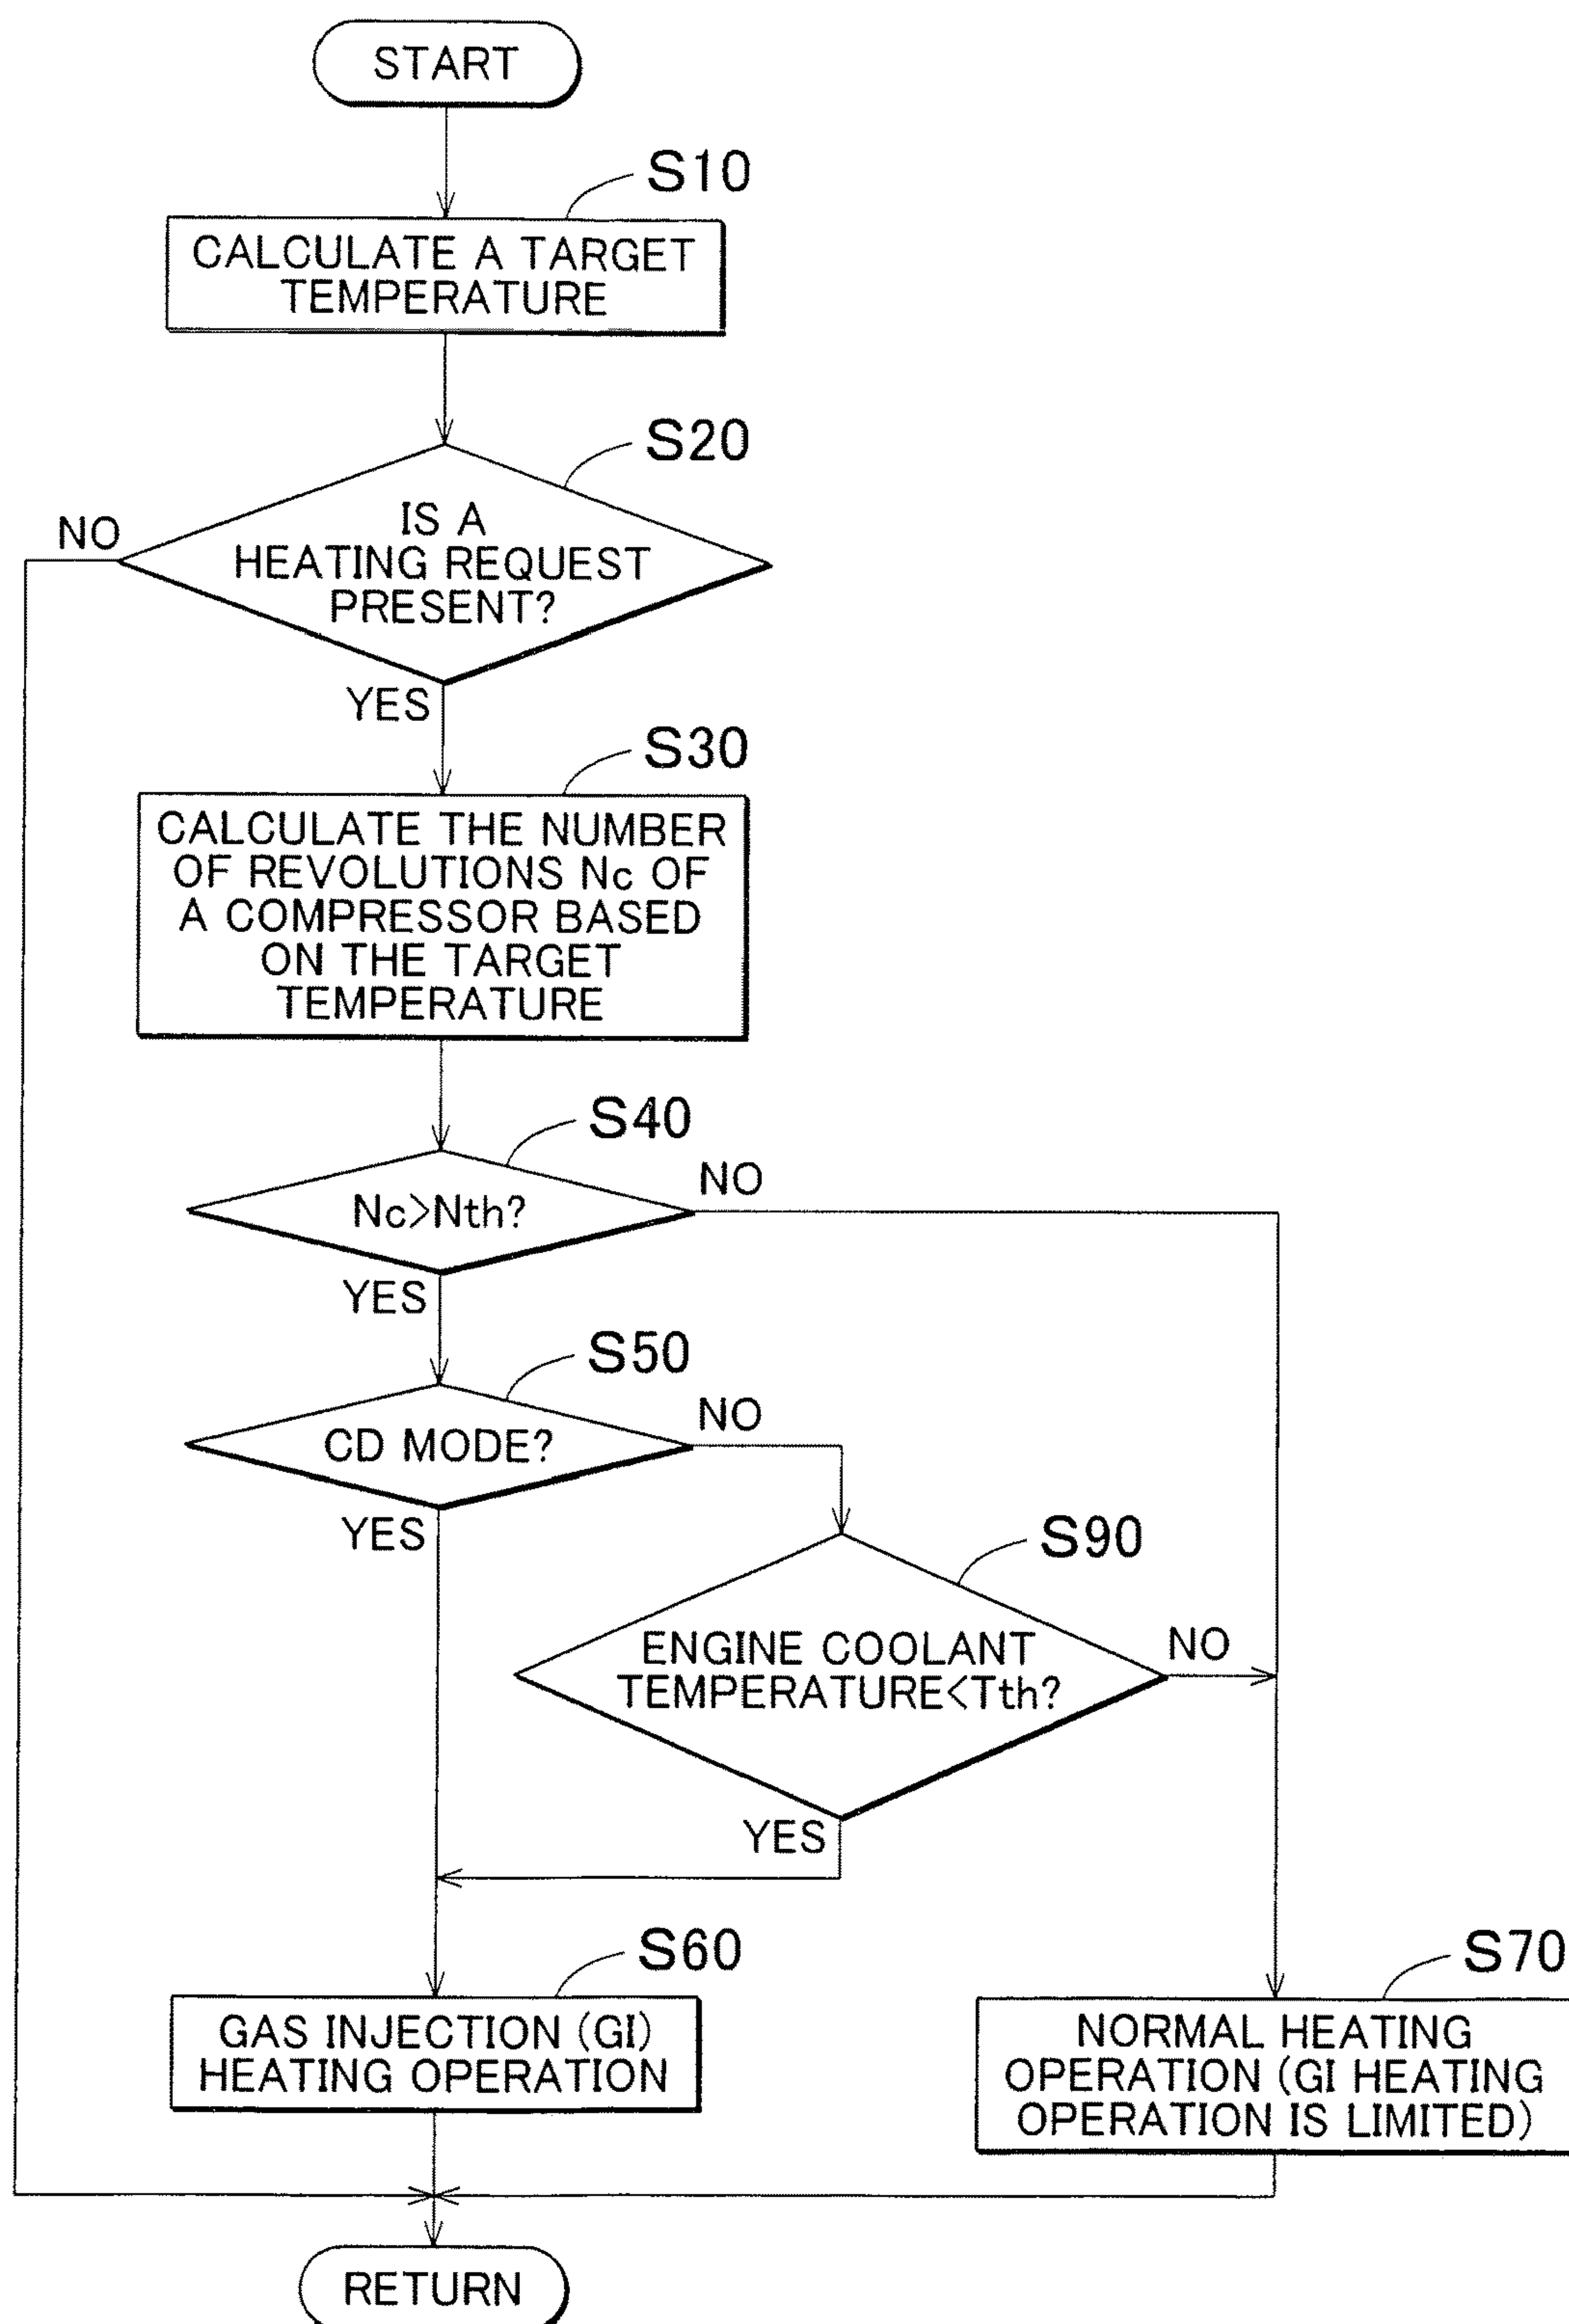 START
S10
CALCULATE A TARGET
TEMPERATURE
S20
NO
IS A
HEATING REQUEST
PRESENT?
YES
S30
CALCULATE THE NUMBER
OF REVOLUTIONS Nc OF
A COMPRESSOR BASED
ON THE TARGET
TEMPERATURE
S40
NO
Nc>Nth?
YES
S50
NO
CD MODE?
YES
S90
ENGINE COOLANT
TEMPERATURE<Tth?
NO
YES
S60
GAS INJECTION (GI)
HEATING OPERATION
S70
NORMAL HEATING
OPERATION (GI HEATING
OPERATION IS LIMITED)
RETURN